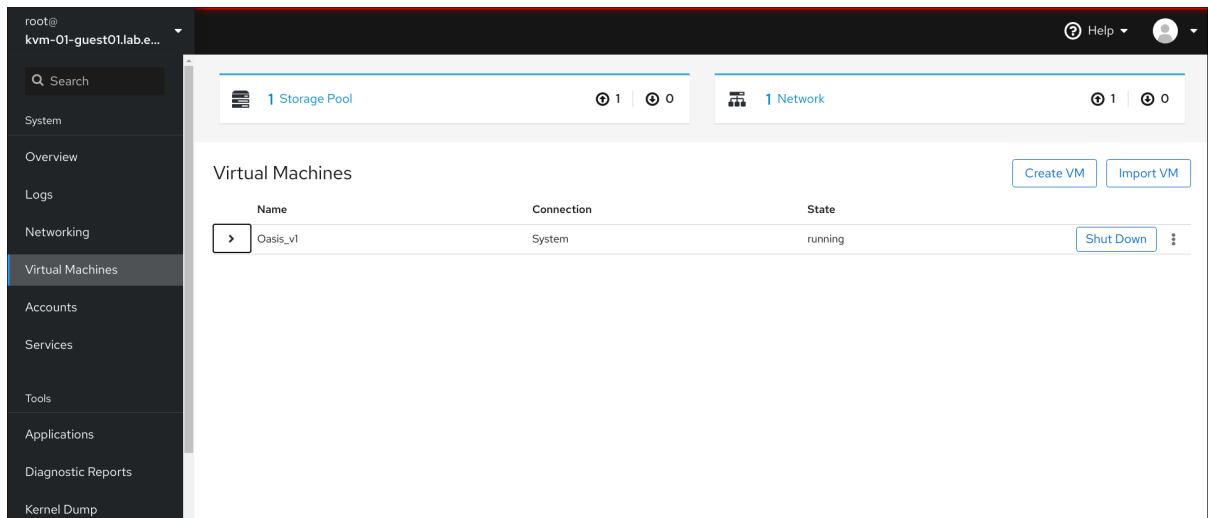 root@
kvm-01-guest01.lab.e...
Help
Search
System
Overview
Logs
Networking
Virtual Machines
Accounts
Services
Tools
Applications
Diagnostic Reports
Kernel Dump
1 Storage Pool 1 0
1 Network 1 0
Virtual Machines
Create VM Import VM
Name Connection State
Oasis_v1 System running Shut Down